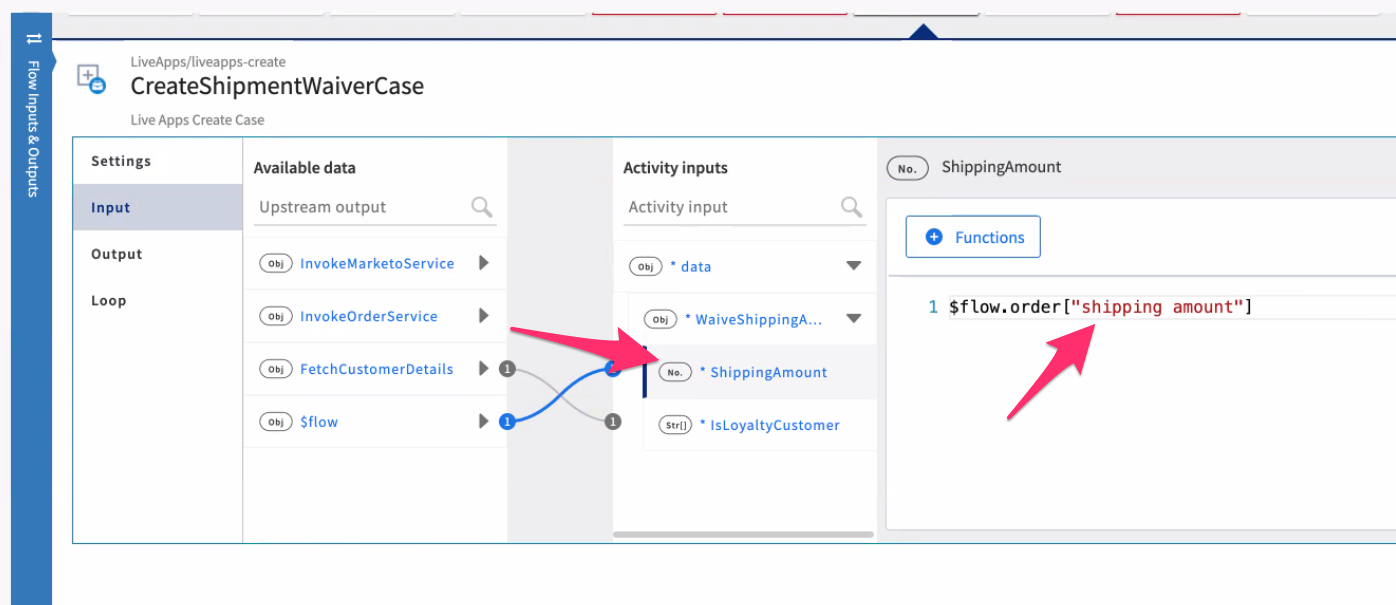 Flow Inputs & Outputs
LiveApps/liveapps-create
CreateShipmentWaiverCase
Live Apps Create Case
Settings
Input
Output
Loop
Available data
Upstream output
Obj InvokeMarketoService
Obj InvokeOrderService
Obj FetchCustomerDetails 1
Obj $flow 1
Activity inputs
Activity input
Obj * data
Obj * WaiveShippingA...
No. * ShippingAmount
1 Str[] * IsLoyaltyCustomer
No. ShippingAmount
Functions
1 $flow.order["shipping amount"]